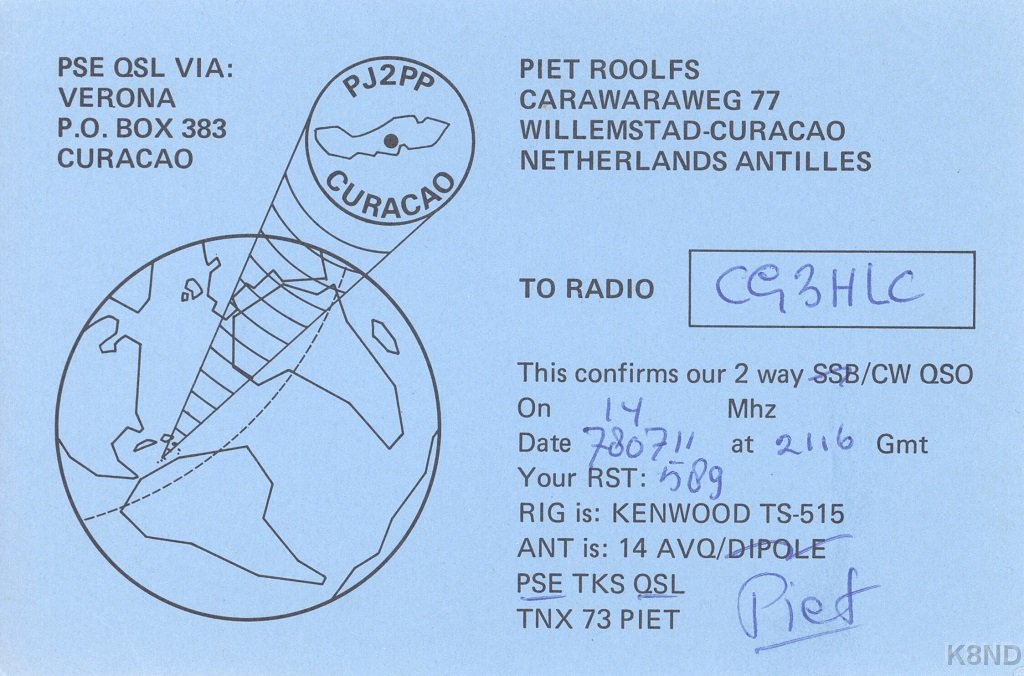 PSE QSL VIA:
VERONA
P.O. BOX 383
CURACAO
PJ2PP
CURACAO
PIET ROOLFS
CARAWARAWEG 77
WILLEMSTAD-CURACAO
NETHERLANDS ANTILLES
TO RADIO CG3HLC
This confirms our 2 way SSB/CW QSO
On 14 Mhz
Date 780711 at 2116 Gmt
Your RST: 589
RIG is: KENWOOD TS-515
ANT is: 14 AVQ/DIPOLE
PSE TKS QSL
TNX 73 PIET
Piet
K8ND